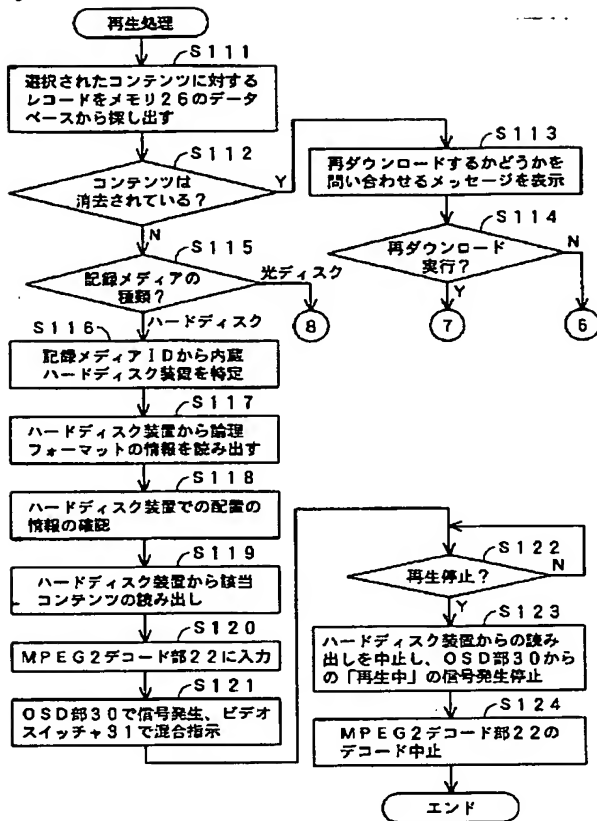 再生処理
S111
選択されたコンテンツに対する
レコードをメモリ26のデータ
ベースから探し出す
S112
コンテンツは
消去されている?
Y
N
S113
再ダウンロードするかどうかを
問い合わせるメッセージを表示
S114
再ダウンロード
実行?
N
Y
7
6
S115
記録メディアの
種類?
光ディスク
8
ハードディスク
S116
記録メディアIDから内蔵
ハードディスク装置を特定
S117
ハードディスク装置から論理
フォーマットの情報を読み出す
S118
ハードディスク装置での配置の
情報の確認
S119
ハードディスク装置から該当
コンテンツの読み出し
S120
MPEG2デコード部22に入力
S121
OSD部30で信号発生、ビデオ
スイッチャ31で混合指示
S122
再生停止?
N
Y
S123
ハードディスク装置からの読み
出しを中止し、OSD部30から
の「再生中」の信号発生停止
S124
MPEG2デコード部22の
デコード中止
エンド